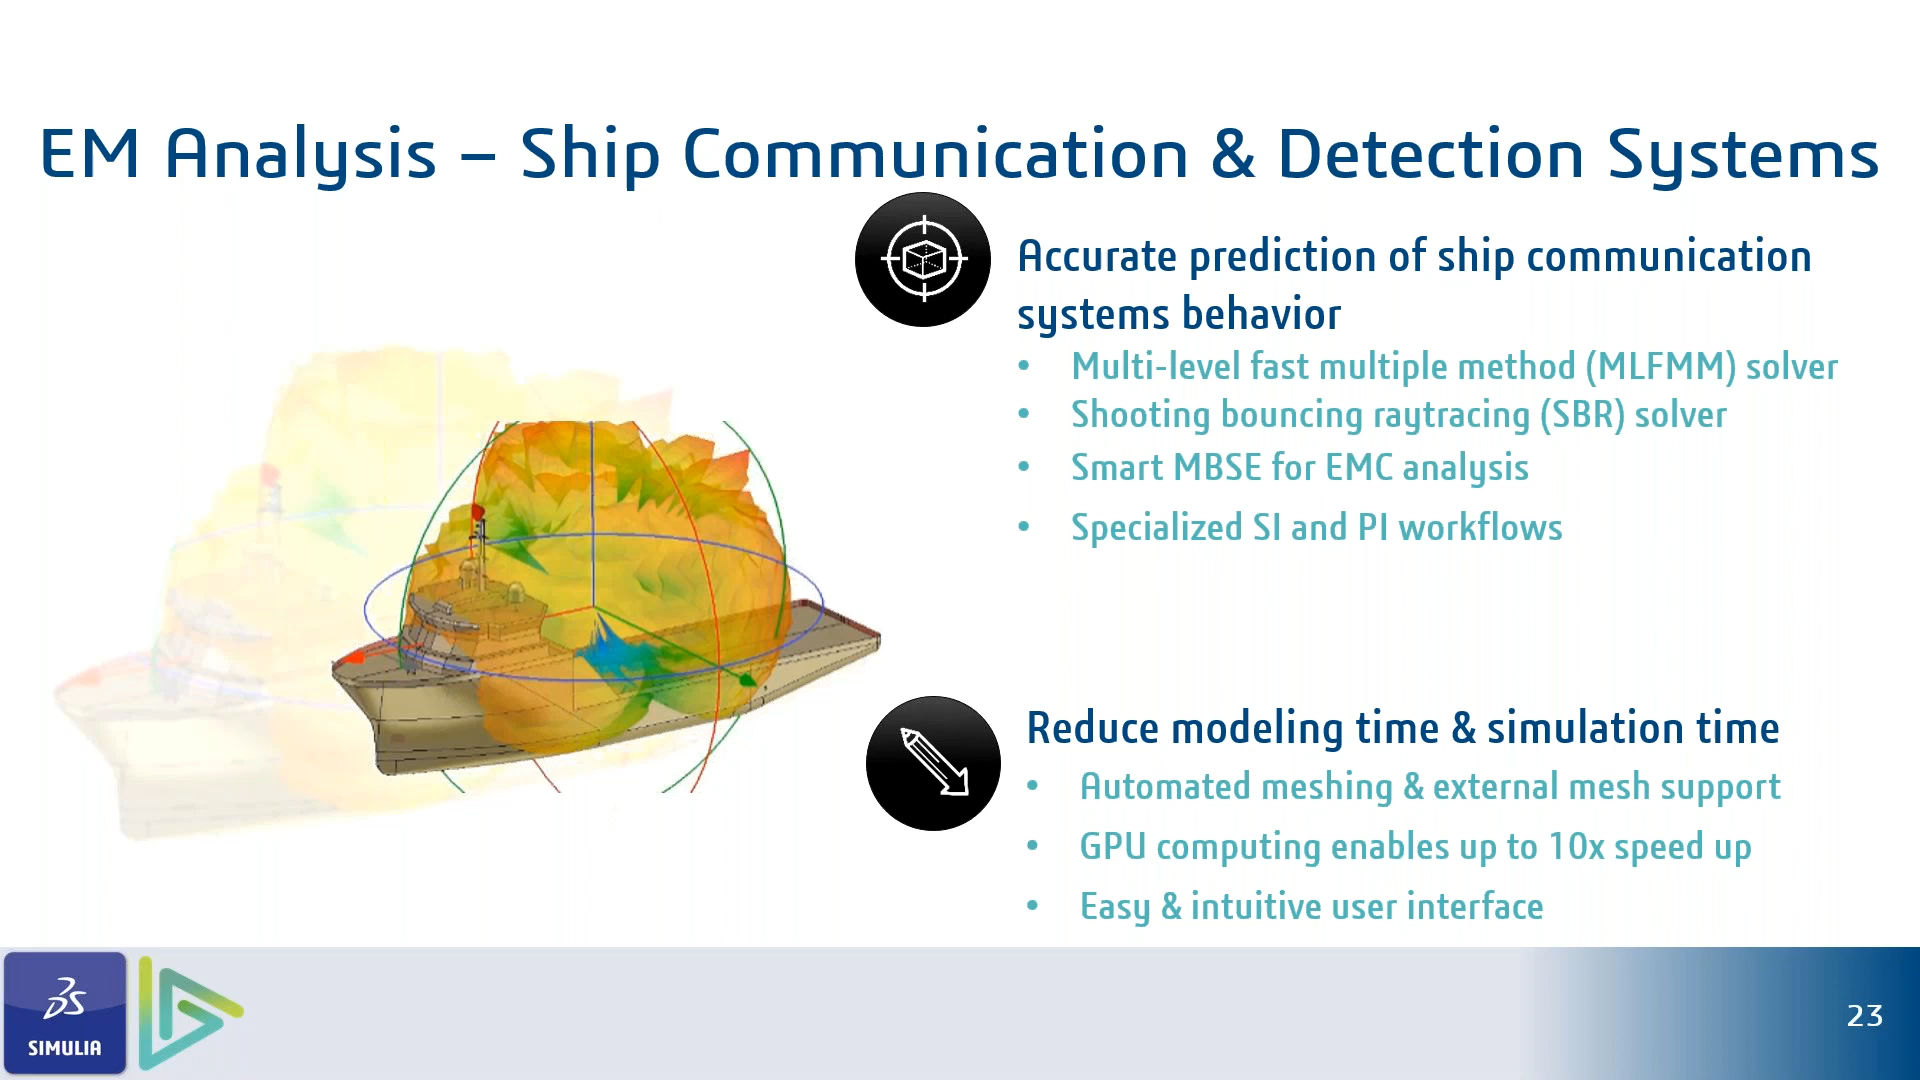 EM Analysis – Ship Communication & Detection Systems
Accurate prediction of ship communication
systems behavior
• Multi-level fast multiple method (MLFMM) solver
• Shooting bouncing raytracing (SBR) solver
• Smart MBSE for EMC analysis
• Specialized SI and PI workflows
Reduce modeling time & simulation time
• Automated meshing & external mesh support
• GPU computing enables up to 10x speed up
• Easy & intuitive user interface
SIMULIA
23